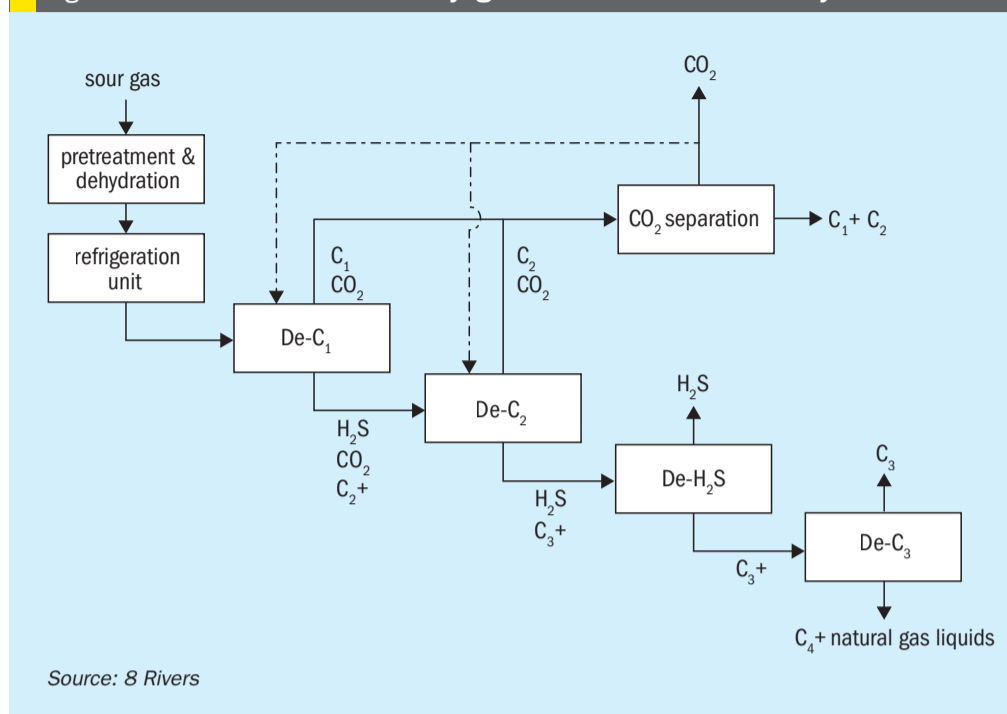 sour gas
pretreatment &
dehydration
refrigeration
unit
CO₂
CO₂ separation
C₁+ C₂
C₁
CO₂
C₂
CO₂
De-C₁
De-C₂
H₂S
CO₂
C₂+
H₂S
De-H₂S
H₂S
C₃+
C₃
De-C₃
C₃+
C₄+ natural gas liquids
Source: 8 Rivers